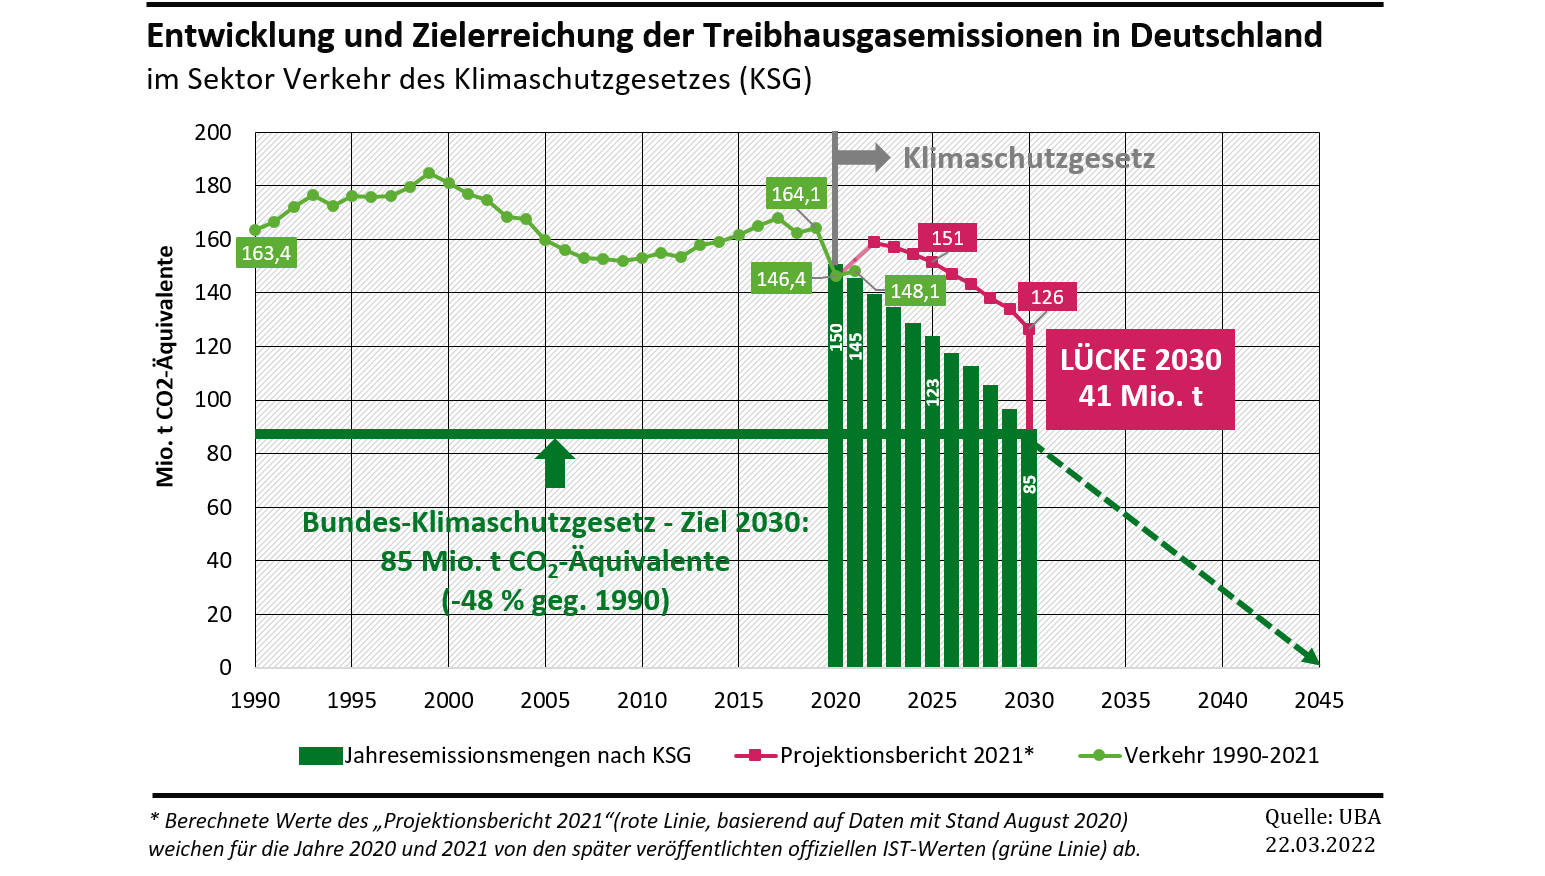 Entwicklung und Zielerreichung der Treibhausgasemissionen in Deutschland
im Sektor Verkehr des Klimaschutzgesetzes (KSG)
Mio. t CO2-Äquivalente
200
180
160
140
120
100
80
60
40
20
0
Klimaschutzgesetz
163,4
164,1
146,4
148,1
151
126
150
145
123
85
LÜCKE 2030
41 Mio. t
Bundes-Klimaschutzgesetz - Ziel 2030:
85 Mio. t CO₂-Äquivalente
(-48 % geg. 1990)
1990 1995 2000 2005 2010 2015 2020 2025 2030 2035 2040 2045
Jahresemissionsmengen nach KSG Projektionsbericht 2021* Verkehr 1990-2021
* Berechnete Werte des „Projektionsbericht 2021“(rote Linie, basierend auf Daten mit Stand August 2020)
weichen für die Jahre 2020 und 2021 von den später veröffentlichten offiziellen IST-Werten (grüne Linie) ab.
Quelle: UBA
22.03.2022